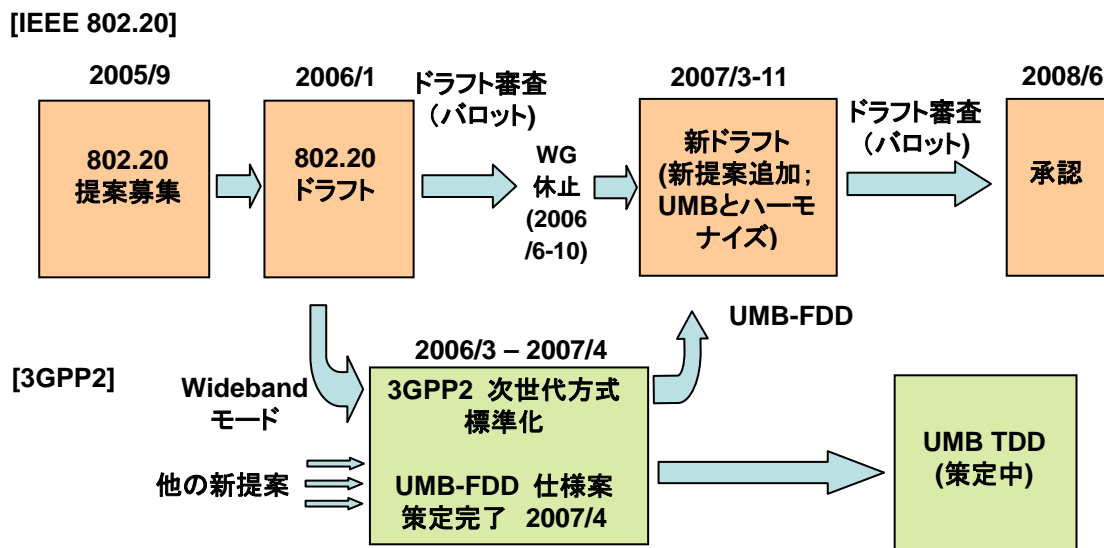 [IEEE 802.20]
2005/9
802.20
提案募集
2006/1
802.20
ドラフト
ドラフト審査
(バロット)
WG
休止
(2006
/6-10)
2007/3-11
新ドラフト
(新提案追加;
UMBとハーモ
ナイズ)
ドラフト審査
(バロット)
2008/6
承認
UMB-FDD
[3GPP2]
Wideband
モード
他の新提案
2006/3 – 2007/4
3GPP2 次世代方式
標準化
UMB-FDD 仕様案
策定完了 2007/4
UMB TDD
(策定中)